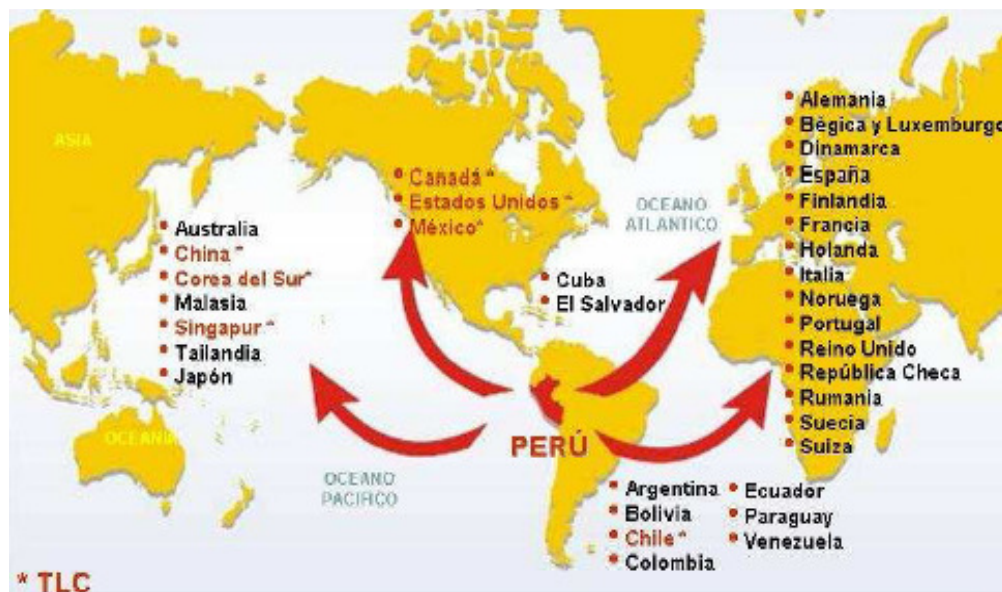 ASIA
OCEANIA
OCEANO
PACIFICO
OCEANO
ATLANTICO
Australia
China *
Corea del Sur*
Malasia
Singapur *
Tailandia
Japón
Canadá *
Estados Unidos *
México*
Cuba
El Salvador
PERÚ
Alemania
Bégica y Luxemburgo
Dinamarca
España
Finlandia
Francia
Holanda
Italia
Noruega
Portugal
Reino Unido
República Checa
Rumania
Suecia
Suiza
Argentina
Bolivia
Chile *
Colombia
Ecuador
Paraguay
Venezuela
* TLC